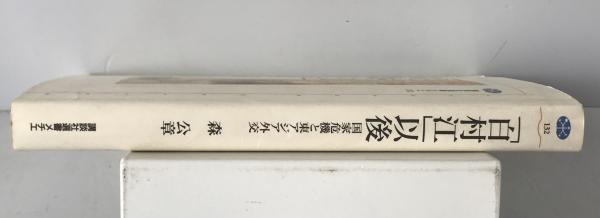 132
「白村江」以後
国家危機と東アジア外交
森 公章
講談社選書メチエ